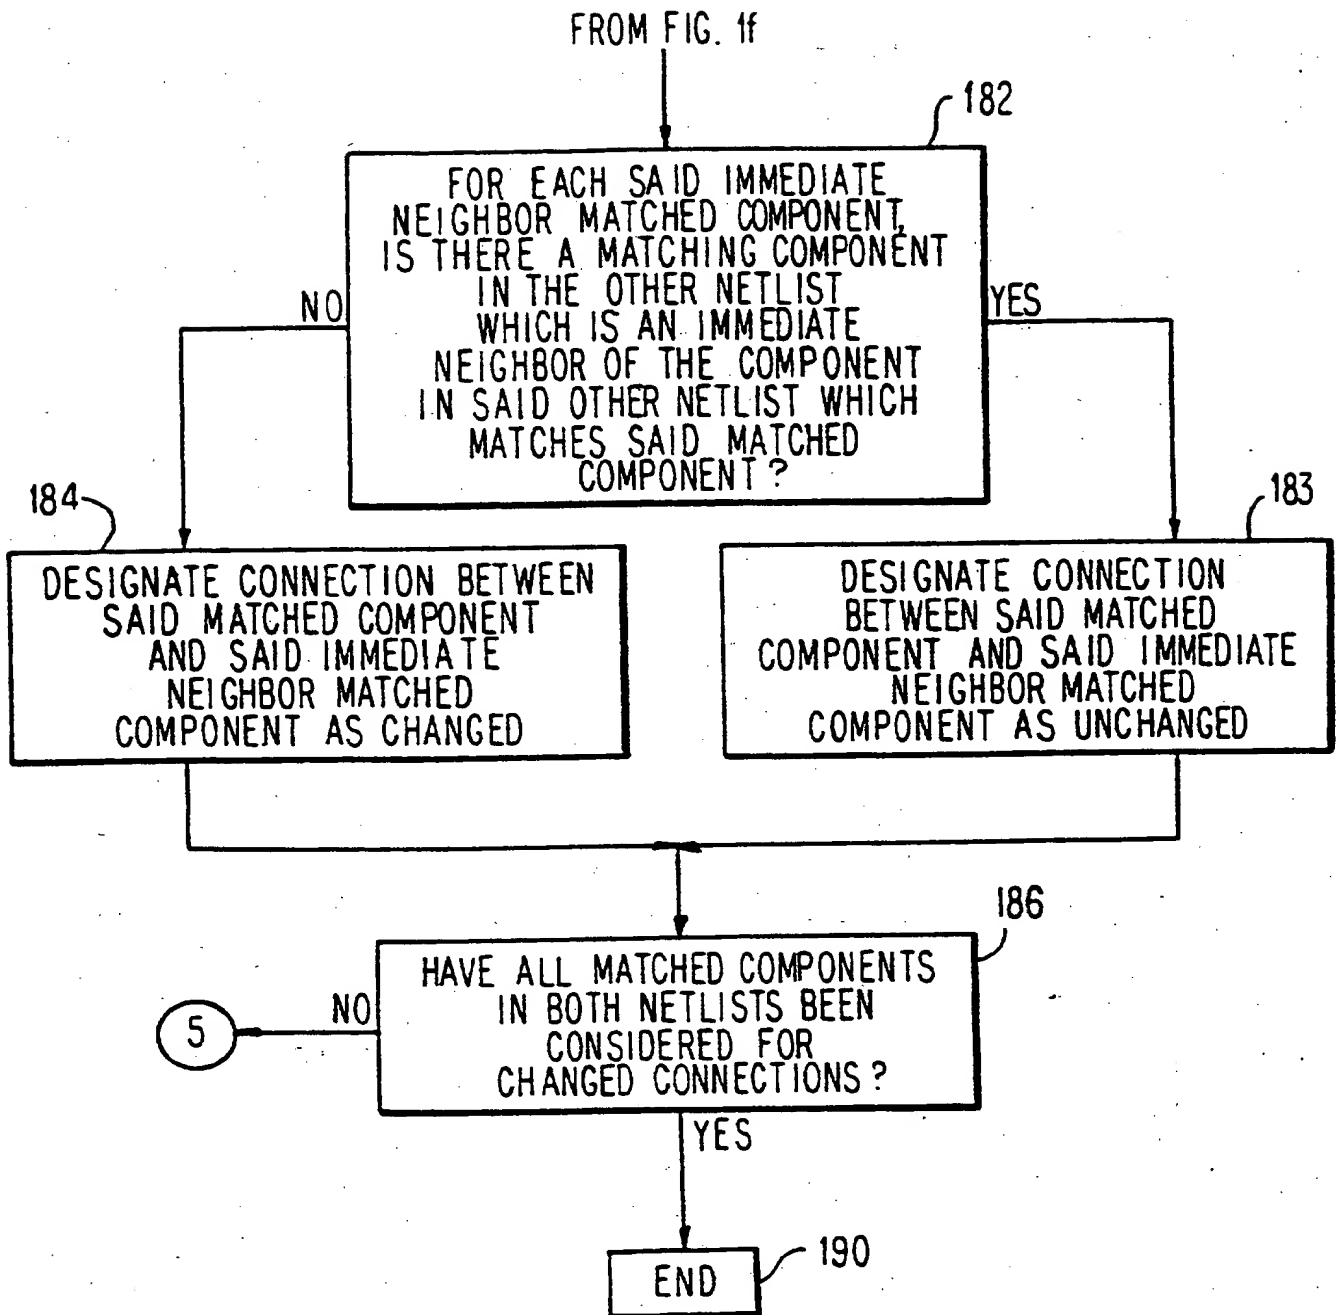 FROM FIG. 1f
182
FOR EACH SAID IMMEDIATE
NEIGHBOR MATCHED COMPONENT,
IS THERE A MATCHING COMPONENT
IN THE OTHER NETLIST
WHICH IS AN IMMEDIATE
NEIGHBOR OF THE COMPONENT
IN SAID OTHER NETLIST WHICH
MATCHES SAID MATCHED
COMPONENT?
NO
YES
184
DESIGNATE CONNECTION BETWEEN
SAID MATCHED COMPONENT
AND SAID IMMEDIATE
NEIGHBOR MATCHED
COMPONENT AS CHANGED
183
DESIGNATE CONNECTION
BETWEEN SAID MATCHED
COMPONENT AND SAID IMMEDIATE
NEIGHBOR MATCHED
COMPONENT AS UNCHANGED
186
HAVE ALL MATCHED COMPONENTS
IN BOTH NETLISTS BEEN
CONSIDERED FOR
CHANGED CONNECTIONS?
NO
5
YES
END
190